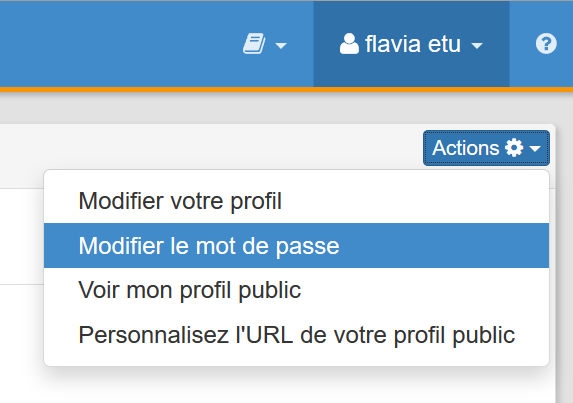 flavia etu
Actions
Modifier votre profil
Modifier le mot de passe
Voir mon profil public
Personnalisez l'URL de votre profil public